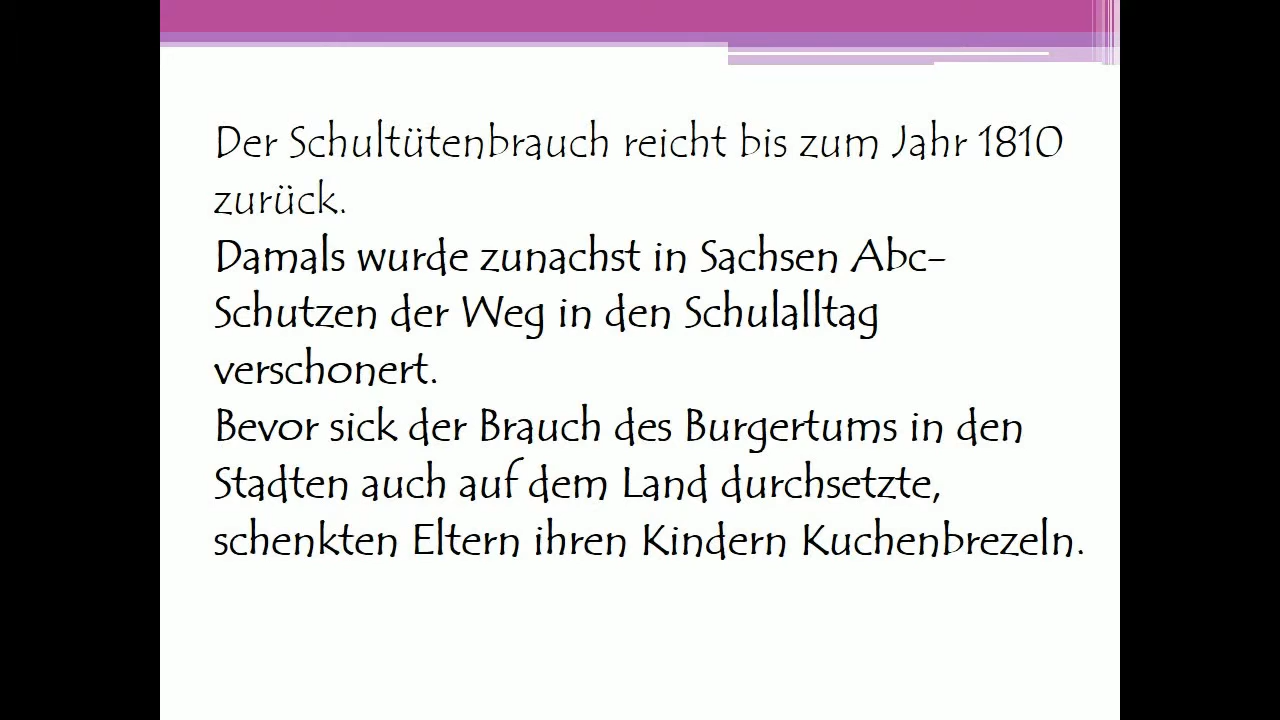 Der Schultütenbrauch reicht bis zum Jahr 1810
zurück.
Damals wurde zunachst in Sachsen Abc-
Schutzen der Weg in den Schulalltag
verschonert.
Bevor sick der Brauch des Burgertums in den
Stadten auch auf dem Land durchsetzte,
schenkten Eltern ihren Kindern Kuchenbrezeln.